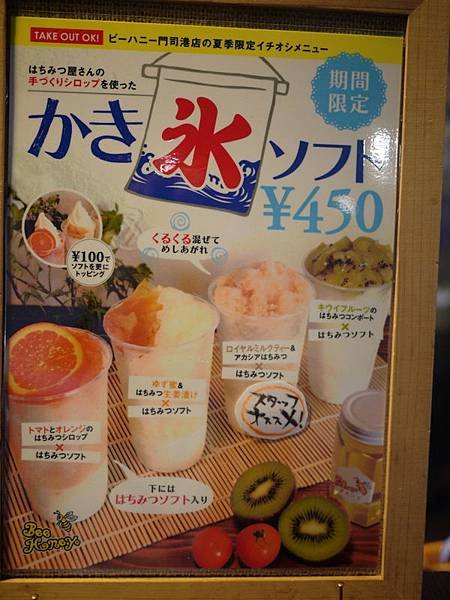 TAKE OUT OK!
ビーハニー門司港店の夏季限定イチオシメニュー
はちみつ屋さんの
手づくりシロップを使った
期間
限定
かき氷ソフト
¥450
くるくる混ぜて
めしあがれ
¥100で
ソフトを更に
トッピング
キウイフルーツの
はちみつコンポート
×
はちみつソフト
ロイヤルミルクティー&
アカシアはちみつ
×
はちみつソフト
ゆず蜜&
はちみつ生姜漬け
×
はちみつソフト
スタッフ
オススメ!
トマトとオレンジの
はちみつシロップ
×
はちみつソフト
下には
はちみつソフト入り
Bee
Honey